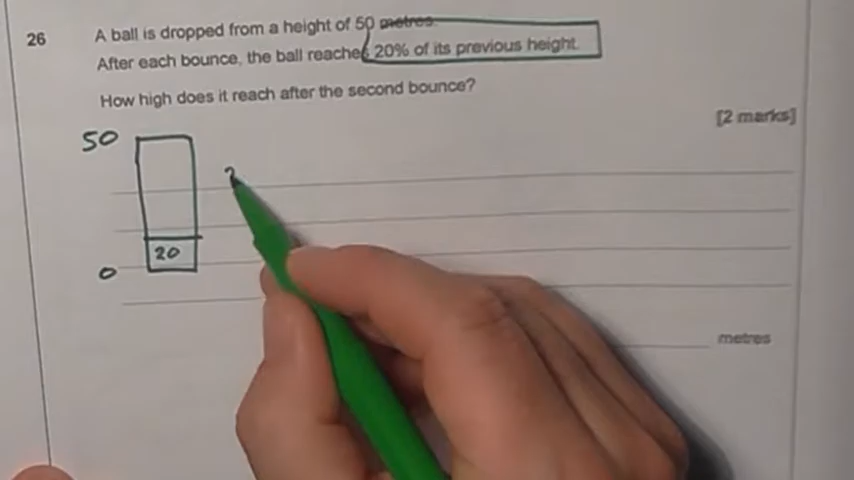 26 A ball is dropped from a height of 50 metres.
After each bounce, the ball reaches 20% of its previous height.
How high does it reach after the second bounce?
[2 marks]
50
20
0
metres